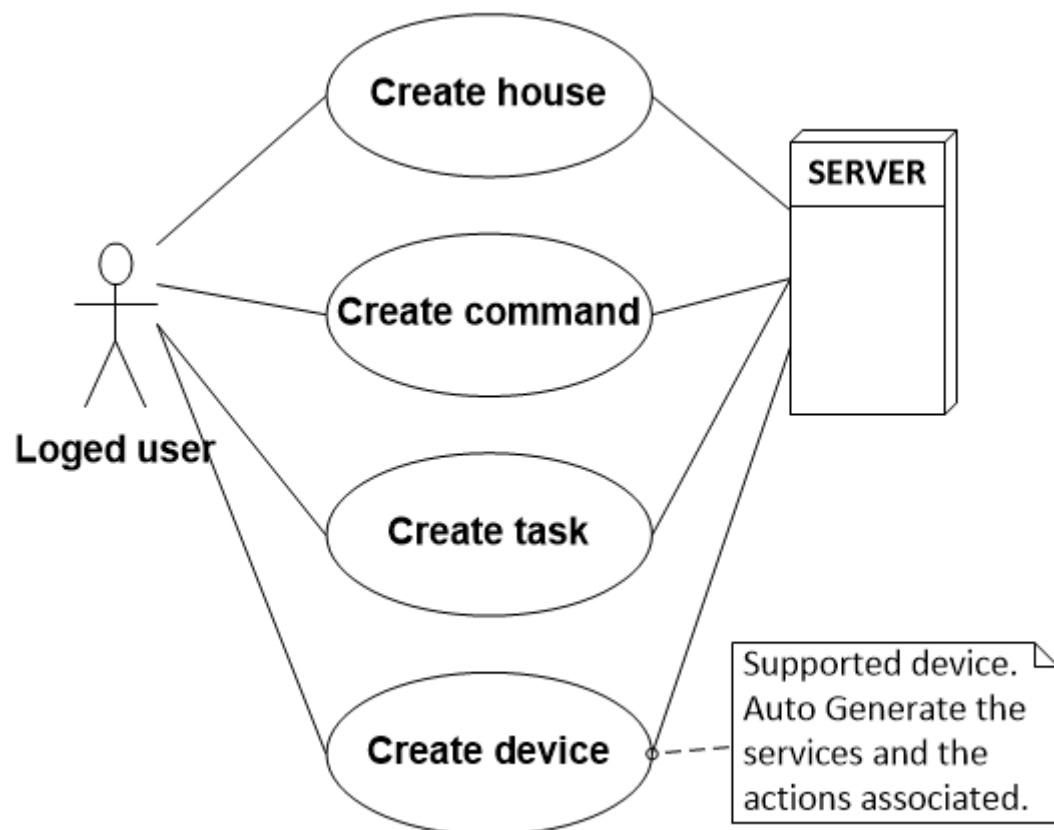 Create house
SERVER
Create command
Loged user
Create task
Create device
Supported device.
Auto Generate the
services and the
actions associated.